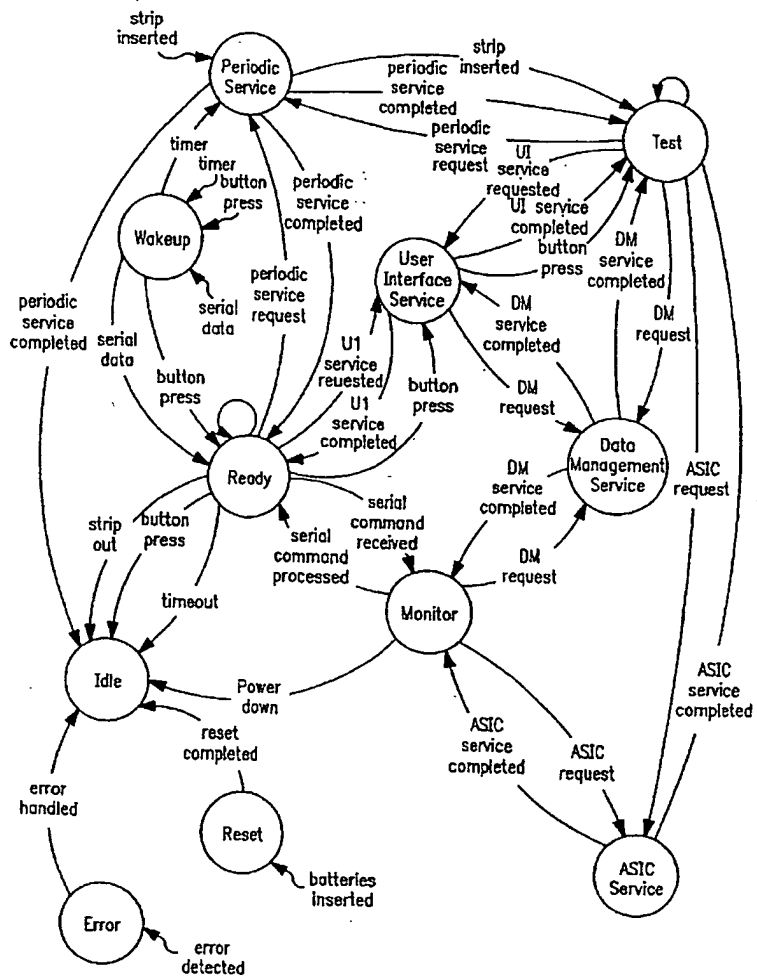 strip
inserted
Periodic
Service
strip
inserted
periodic
service
completed
periodic
service
request
Test
timer
timer
button
press
Wakeup
serial
data
periodic
service
completed
UI
service
requested
UI service
completed
button
press
DM
service
completed
User
Interface
Service
periodic
service
request
periodic
service
completed
serial
data
button
press
U1
service
reuested
U1
service
completed
button
press
DM
service
completed
DM
request
DM
request
Ready
Data
Management
Service
ASIC
request
strip
out
button
press
timeout
serial
command
received
serial
command
processed
DM
service
completed
DM
request
Monitor
Idle
Power
down
reset
completed
ASIC
service
completed
ASIC
request
ASIC
service
completed
error
handled
Reset
batteries
inserted
ASIC
Service
Error
error
detected